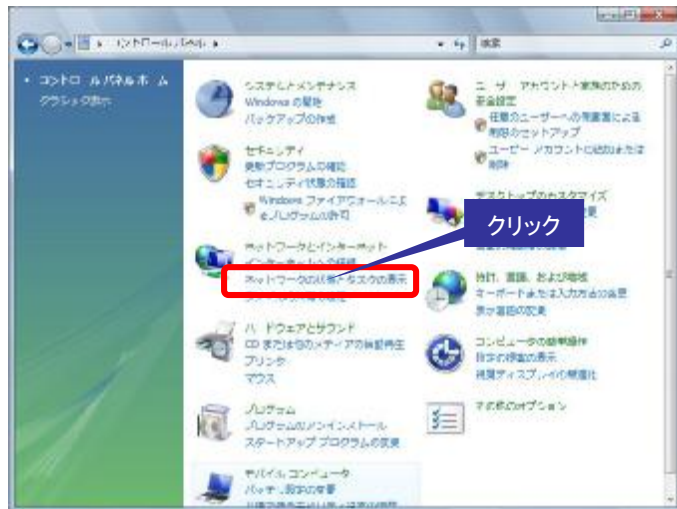 コントロール パネル
検索
コントロール パネル ホーム
クラシック表示
システムとメンテナンス
Windows の開始
バックアップの作成
セキュリティ
更新プログラムの確認
セキュリティ状態の確認
Windows ファイアウォールによ
るプログラムの許可
ネットワークとインターネット
インターネットへの接続
ネットワークの状態とタスクの表示
ハードウェアとサウンド
CD または他のメディアの自動再生
プリンタ
マウス
プログラム
プログラムのアンインストール
スタートアップ プログラムの変更
モバイル コンピュータ
バッテリ設定の変更
ユーザー アカウントと家族のための
安全設定
任意のユーザーへの保護者による
制限のセットアップ
ユーザー アカウントの追加または
削除
デスクトップのカスタマイズ
クリック
時計、言語、および地域
キーボードまたは入力方法の変更
表示言語の変更
コンピュータの簡単操作
設定の提案の表示
視覚ディスプレイの最適化
その他のオプション